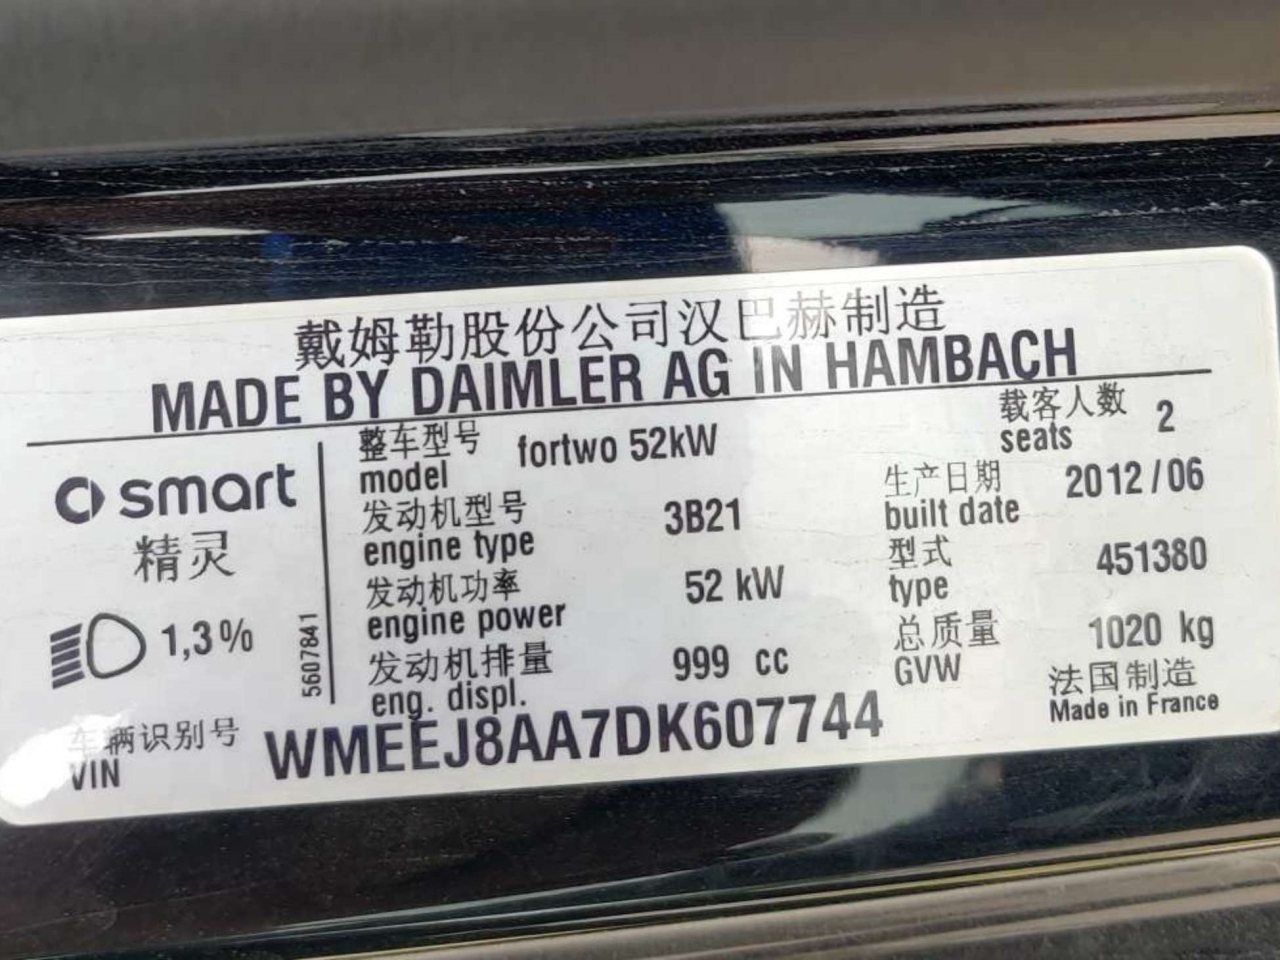 戴姆勒股份公司汉巴赫制造
MADE BY DAIMLER AG IN HAMBACH
smart
精灵
1,3%
5607841
整车型号 fortwo 52kW
model
发动机型号 3B21
engine type
发动机功率 52 kW
engine power
发动机排量 999 cc
eng. displ.
载客人数 2
seats
生产日期 2012/06
built date
型式 451380
type
总质量 1020 kg
GVW
法国制造
Made in France
车辆识别号 WMEEJ8AA7DK607744
VIN